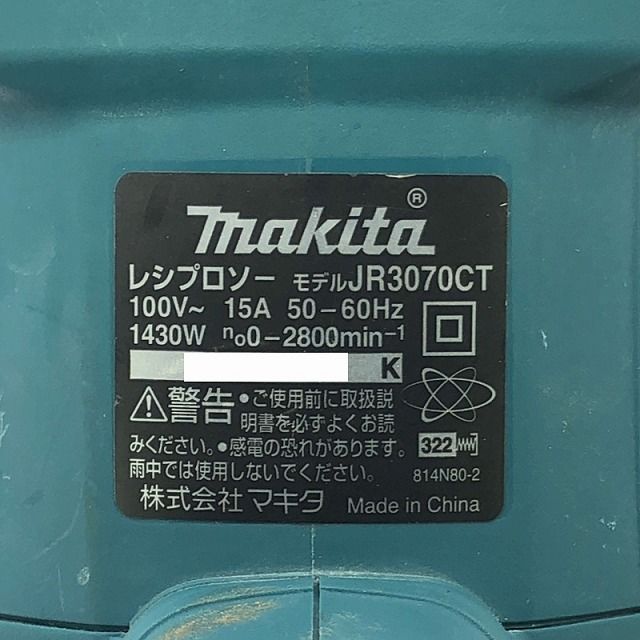 makita®
レシプロソー モデルJR3070CT
100V~ 15A 50-60Hz
1430W n₀0-2800min⁻¹
K
警告 ●ご使用前に取扱説
明書を必ずよくお読
みください。●感電の恐れがあります。
雨中では使用しないでください。
322
814N80-2
株式会社 マキタ Made in China